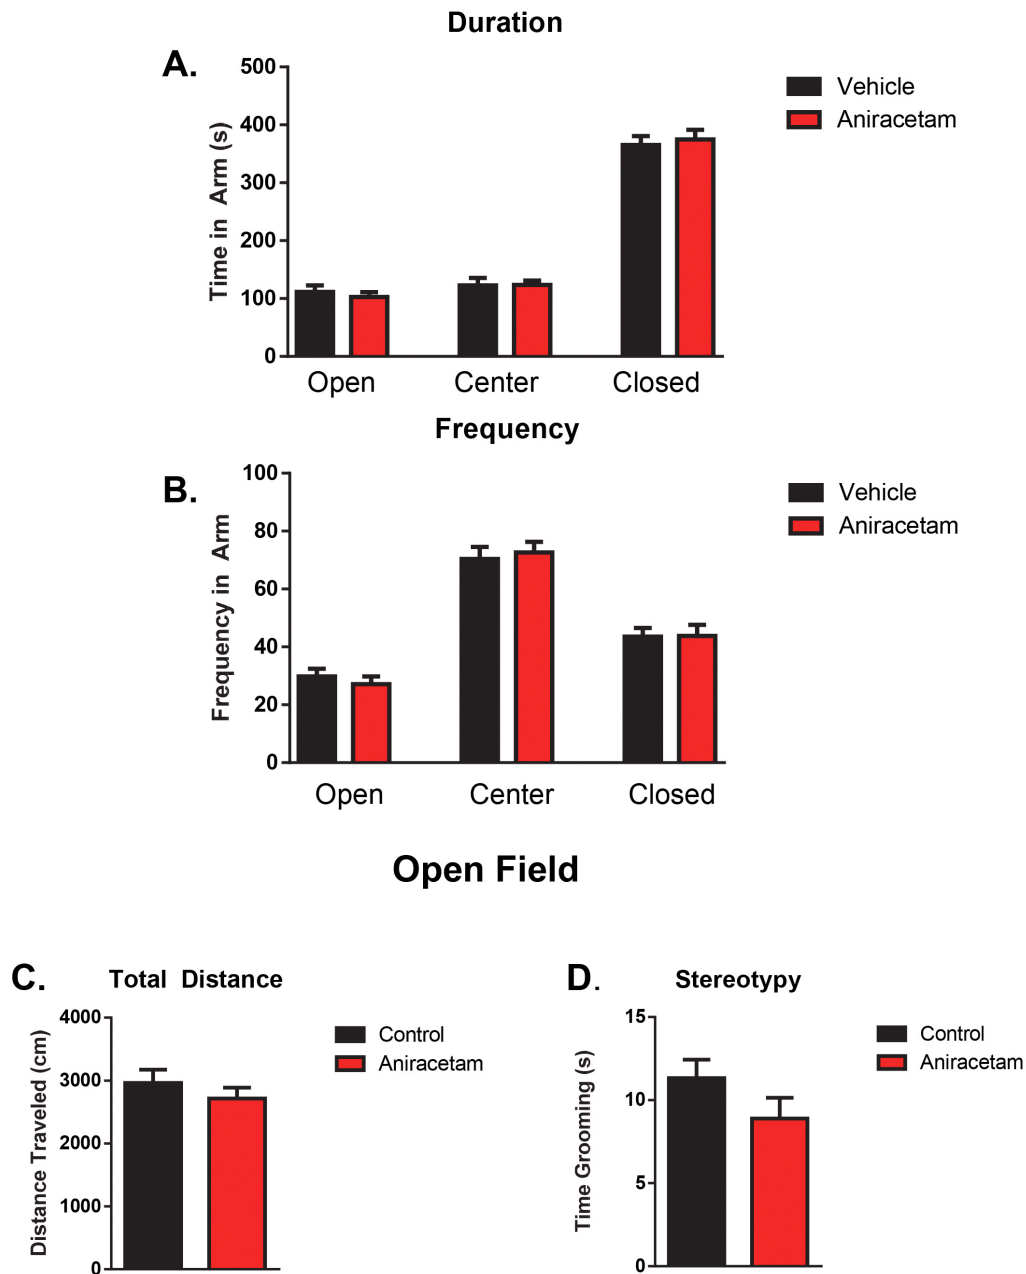 Duration
A.
500
400
300
200
100
0
Time in Arm (s)
Vehicle
Aniracetam
Open Center Closed
Frequency
B.
100
80
60
40
20
0
Frequency in Arm
Vehicle
Aniracetam
Open Center Closed
Open Field
C. Total Distance
4000
3000
2000
1000
0
Distance Traveled (cm)
Control
Aniracetam
D. Stereotypy
15
10
5
0
Time Grooming (s)
Control
Aniracetam